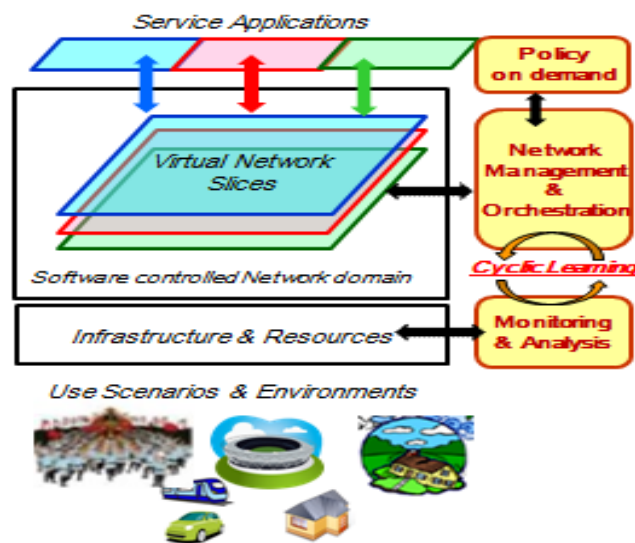 Service Applications
Policy
on demand
Virtual Network
Slices
Network
Management
&
Orchestration
Software controlled Network domain
Cyclic Learning
Infrastructure & Resources
Monitoring
& Analysis
Use Scenarios & Environments